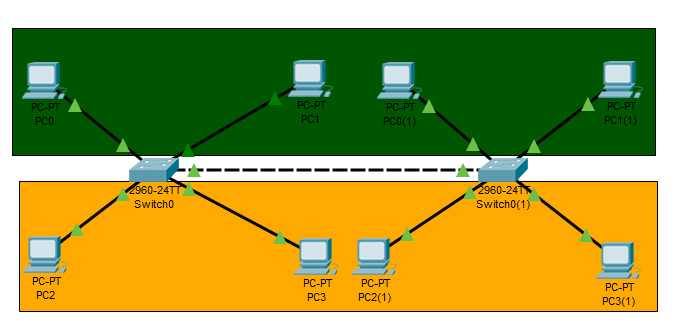 PC-PT
PC0
PC-PT
PC1
PC-PT
PC0(1)
PC-PT
PC1(1)
2960-24TT
Switch0
2960-24TT
Switch0(1)
PC-PT
PC2
PC-PT
PC3
PC-PT
PC2(1)
PC-PT
PC3(1)